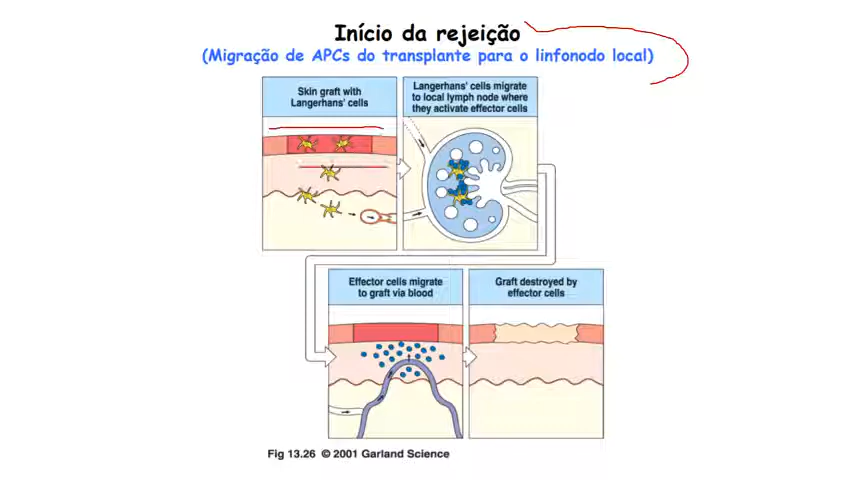 Início da rejeição
(Migração de APCs do transplante para o linfonodo local)
Skin graft with
Langerhans' cells
Langerhans' cells migrate
to local lymph node where
they activate effector cells
Effector cells migrate
to graft via blood
Graft destroyed by
effector cells
Fig 13.26 © 2001 Garland Science